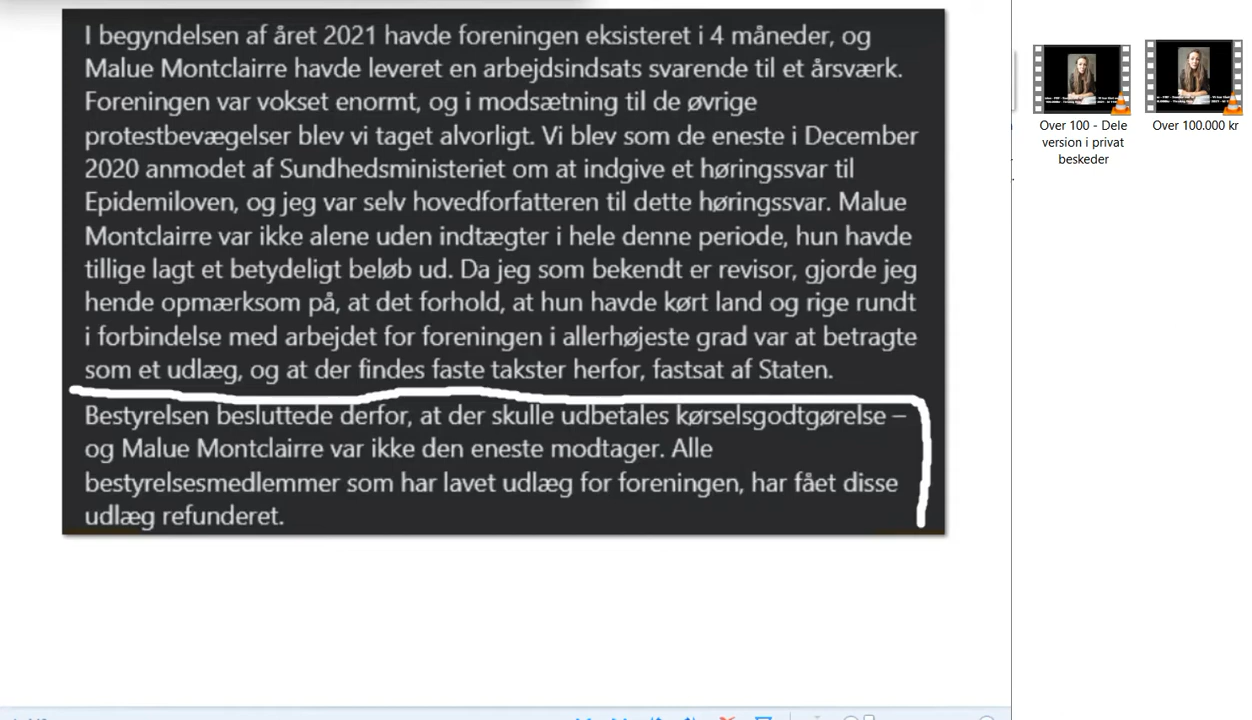 I begyndelsen af året 2021 havde foreningen eksisteret i 4 måneder, og
Malue Montclairre havde leveret en arbejdsindsats svarende til et årsværk.
Foreningen var vokset enormt, og i modsætning til de øvrige
protestbevægelser blev vi taget alvorligt. Vi blev som de eneste i December
2020 anmodet af Sundhedsministeriet om at indgive et høringssvar til
Epidemiloven, og jeg var selv hovedforfatteren til dette høringssvar. Malue
Montclairre var ikke alene uden indtægter i hele denne periode, hun havde
tillige lagt et betydeligt beløb ud. Da jeg som bekendt er revisor, gjorde jeg
hende opmærksom på, at det forhold, at hun havde kørt land og rige rundt
i forbindelse med arbejdet for foreningen i allerhøjeste grad var at betragte
som et udlæg, og at der findes faste takster herfor, fastsat af Staten.
Bestyrelsen besluttede derfor, at der skulle udbetales kørselsgodtgørelse –
og Malue Montclairre var ikke den eneste modtager. Alle
bestyrelsesmedlemmer som har lavet udlæg for foreningen, har fået disse
udlæg refunderet.
Over 100 - Dele
version i privat
beskeder
Over 100.000 kr